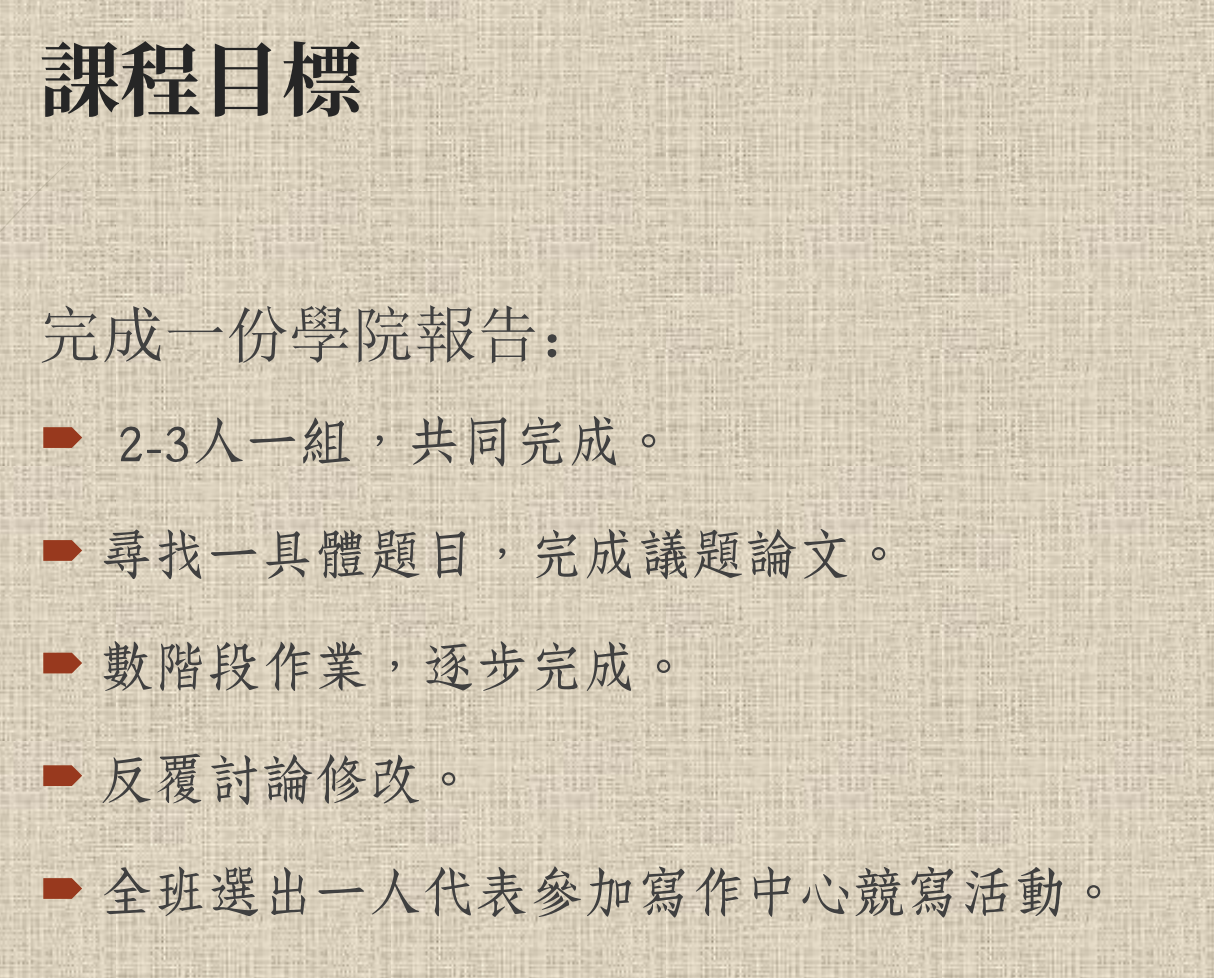 課程目標
完成一份學院報告：
2-3人一組，共同完成。
尋找一具體題目，完成議題論文。
數階段作業，逐步完成。
反覆討論修改。
全班選出一人代表參加寫作中心競寫活動。